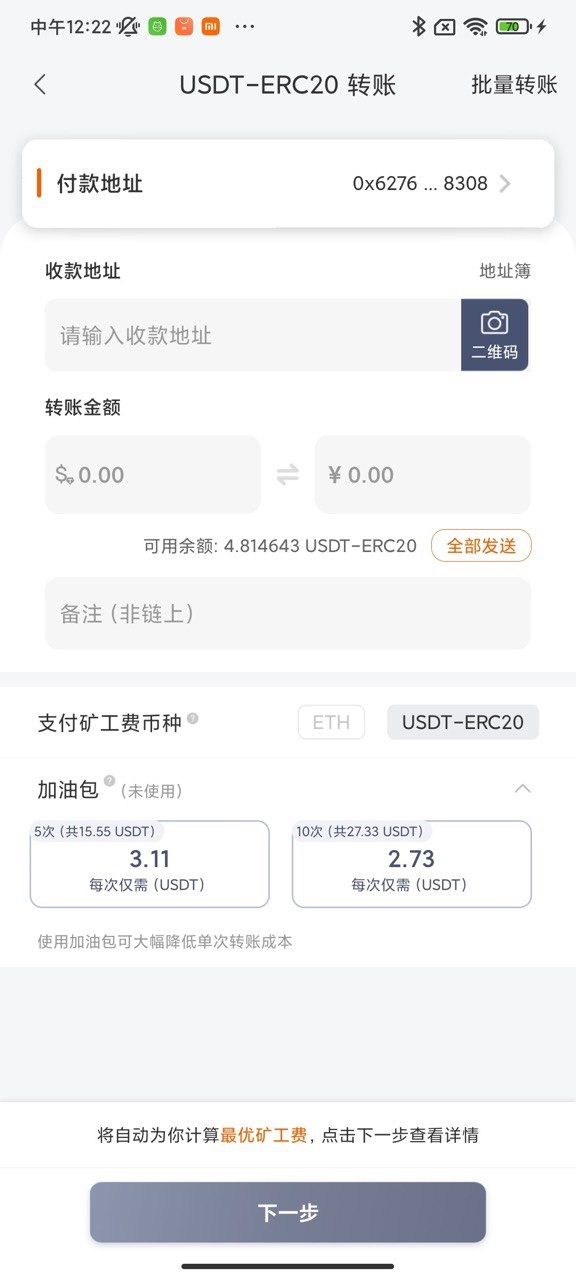 中午12:22
70
USDT-ERC20 转账
批量转账
付款地址
0x6276 ... 8308
收款地址
地址簿
请输入收款地址
二维码
转账金额
$ 0.00
¥ 0.00
可用余额: 4.814643 USDT-ERC20
全部发送
备注 (非链上)
支付矿工费币种
ETH
USDT-ERC20
加油包 (未使用)
5次 (共15.55 USDT)
3.11
每次仅需 (USDT)
10次 (共27.33 USDT)
2.73
每次仅需 (USDT)
使用加油包可大幅降低单次转账成本
将自动为你计算最优矿工费, 点击下一步查看详情
下一步